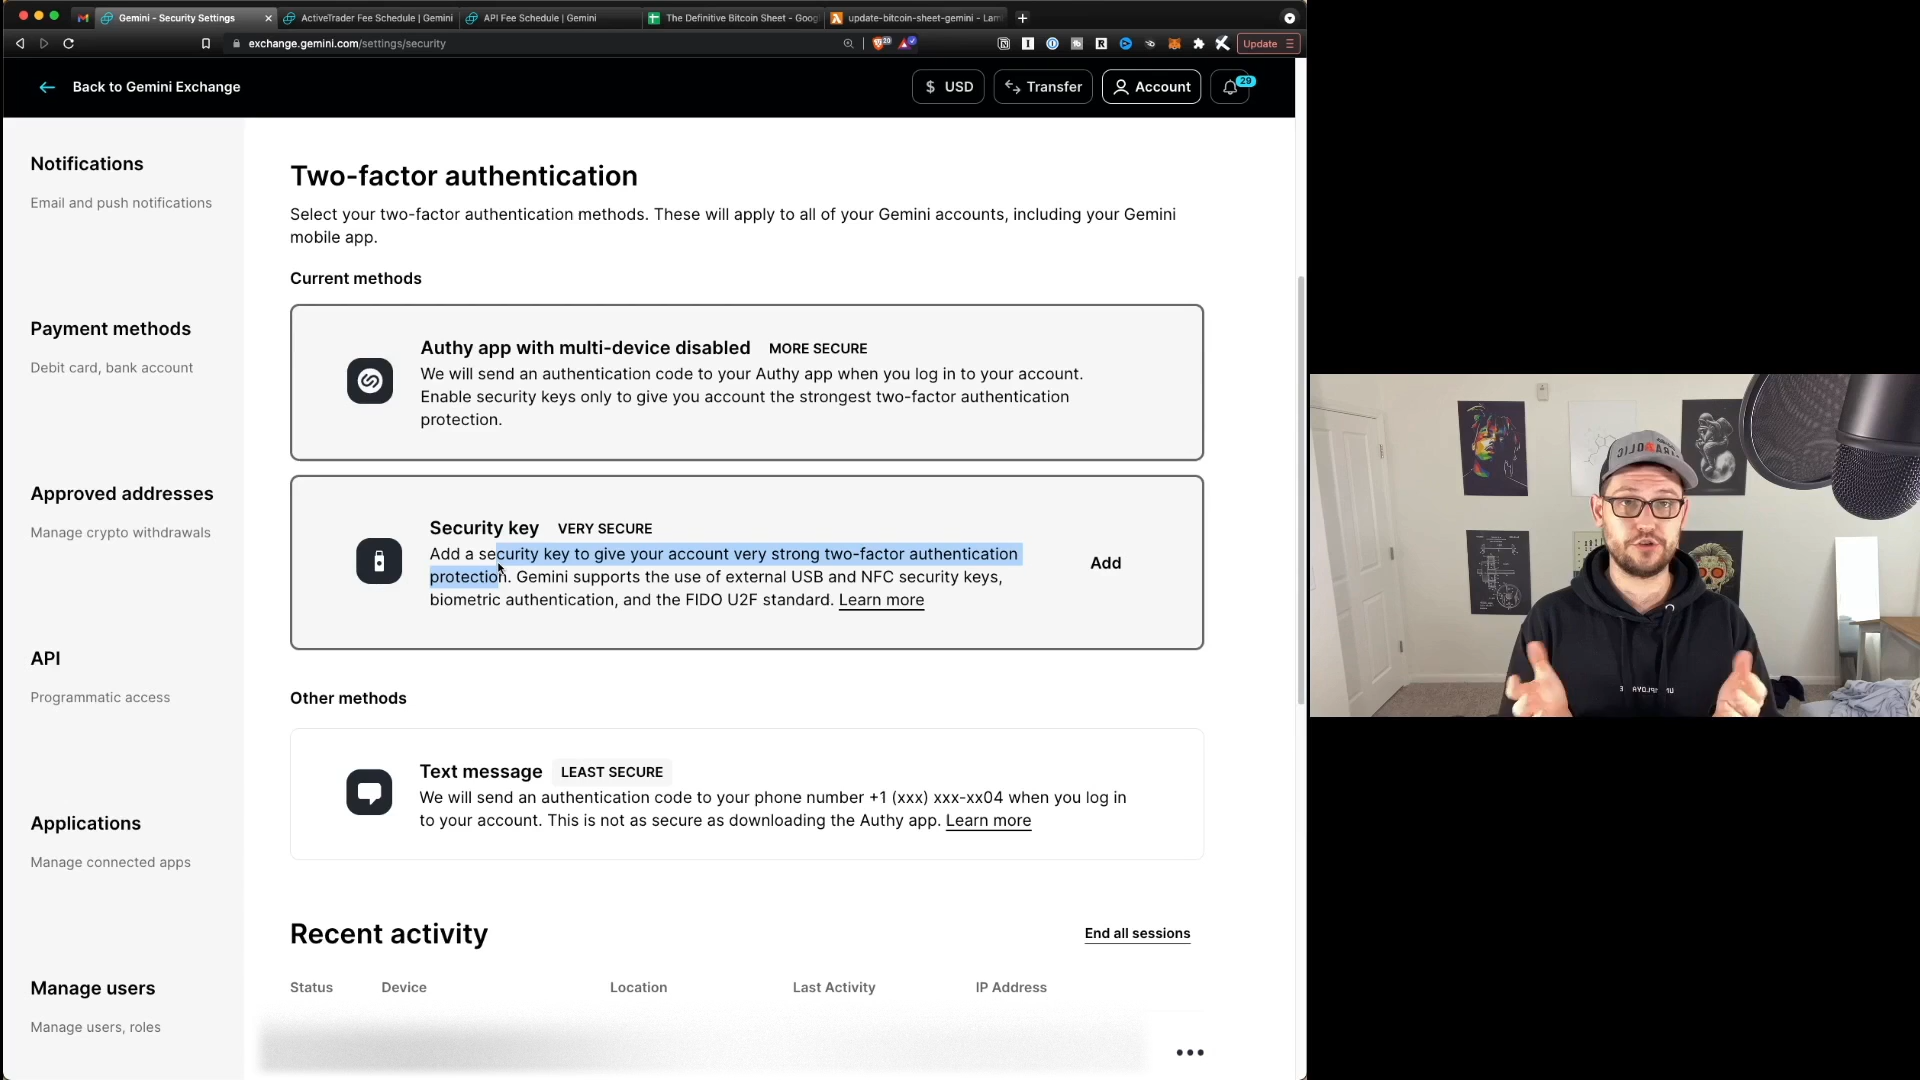 Gemini - Security Settings
ActiveTrader Fee Schedule | Gemini
API Fee Schedule | Gemini
The Definitive Bitcoin Sheet - Goog
update-bitcoin-sheet-gemini - Lam
exchange.gemini.com/settings/security
Update
Back to Gemini Exchange
$ USD
Transfer
Account
29
Notifications
Email and push notifications
Payment methods
Debit card, bank account
Approved addresses
Manage crypto withdrawals
API
Programmatic access
Applications
Manage connected apps
Manage users
Manage users, roles
Two-factor authentication
Select your two-factor authentication methods. These will apply to all of your Gemini accounts, including your Gemini
mobile app.
Current methods
Authy app with multi-device disabled MORE SECURE
We will send an authentication code to your Authy app when you log in to your account.
Enable security keys only to give you account the strongest two-factor authentication
protection.
Security key VERY SECURE
Add a security key to give your account very strong two-factor authentication
protection. Gemini supports the use of external USB and NFC security keys,
biometric authentication, and the FIDO U2F standard. Learn more
Add
Other methods
Text message LEAST SECURE
We will send an authentication code to your phone number +1 (xxx) xxx-xx04 when you log in
to your account. This is not as secure as downloading the Authy app. Learn more
Recent activity
End all sessions
Status Device Location Last Activity IP Address